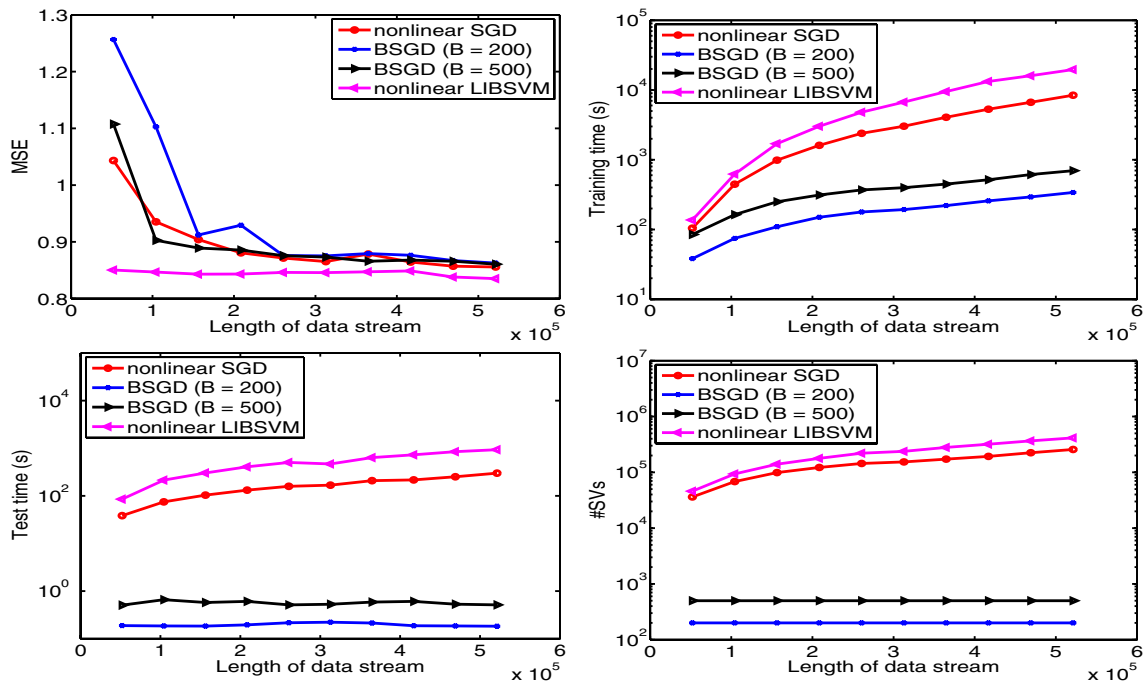 MSE
1.3
1.2
1.1
1
0.9
0.8
nonlinear SGD
BSGD (B = 200)
BSGD (B = 500)
nonlinear LIBSVM
0 1 2 3 4 5 6
Length of data stream
x 10^5
Training time (s)
10^5
10^4
10^3
10^2
10^1
nonlinear SGD
BSGD (B = 200)
BSGD (B = 500)
nonlinear LIBSVM
0 1 2 3 4 5 6
Length of data stream
x 10^5
Test time (s)
10^4
10^2
10^0
nonlinear SGD
BSGD (B = 200)
BSGD (B = 500)
nonlinear LIBSVM
0 1 2 3 4 5 6
Length of data stream
x 10^5
#SVs
10^7
10^6
10^5
10^4
10^3
10^2
nonlinear SGD
BSGD (B = 200)
BSGD (B = 500)
nonlinear LIBSVM
0 1 2 3 4 5 6
Length of data stream
x 10^5